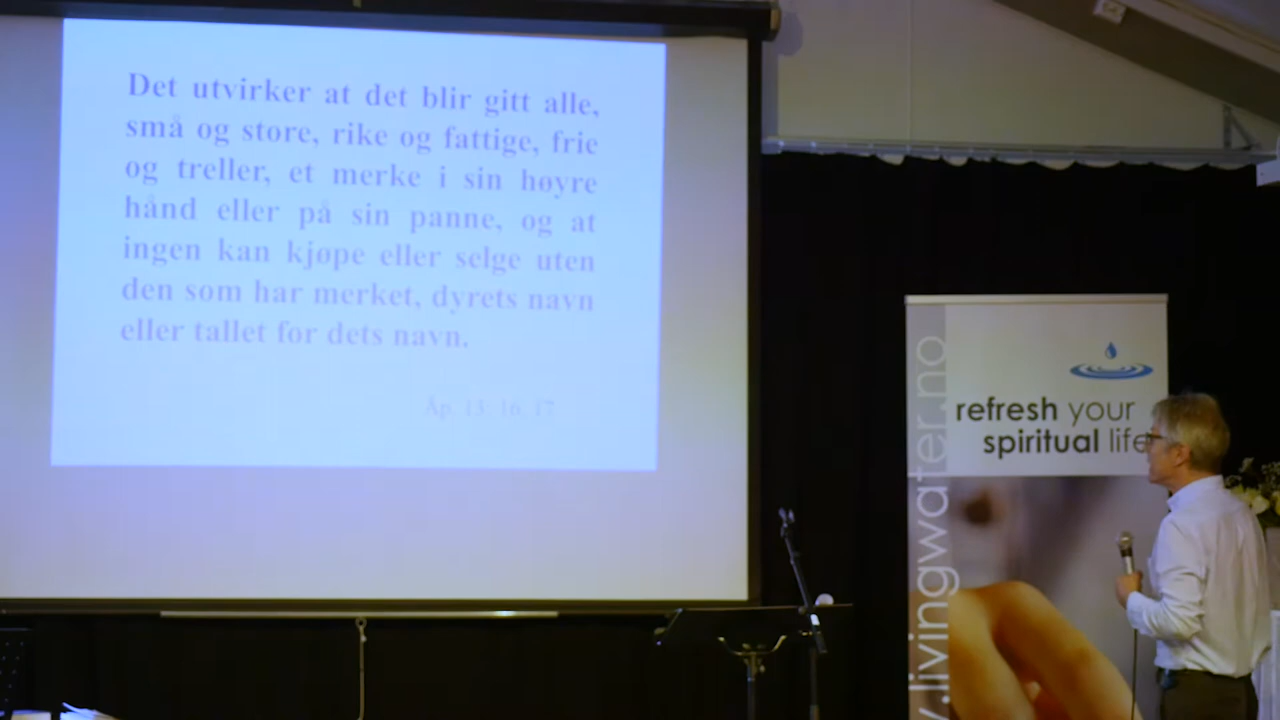 Det utvirker at det blir gitt alle,
små og store, rike og fattige, frie
og treller, et merke i sin høyre
hånd eller på sin panne, og at
ingen kan kjøpe eller selge uten
den som har merket, dyrets navn
eller tallet for dets navn.
Åp. 13: 16, 17
refresh your
spiritual life
.livingwater.no